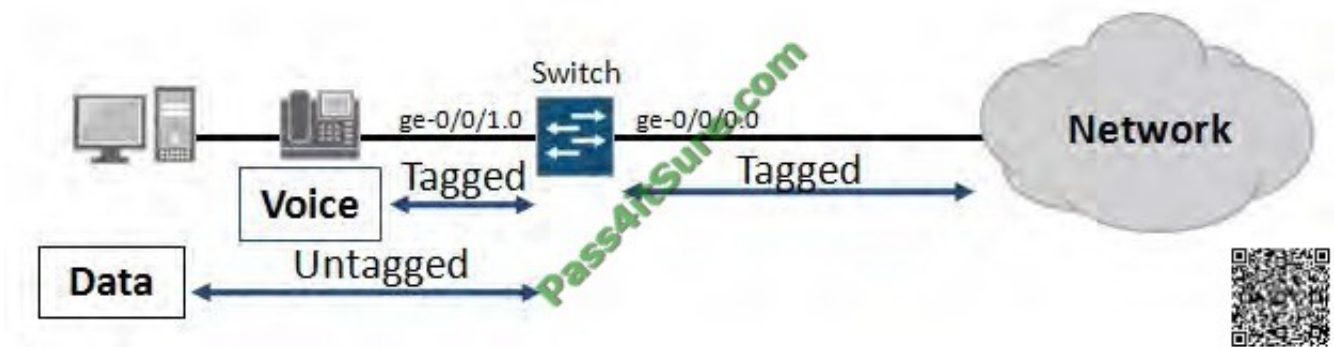 Switch
ge-0/0/1.0
ge-0/0/0.0
Network
Tagged
Tagged
Voice
Untagged
Data
Pass4itSure.com